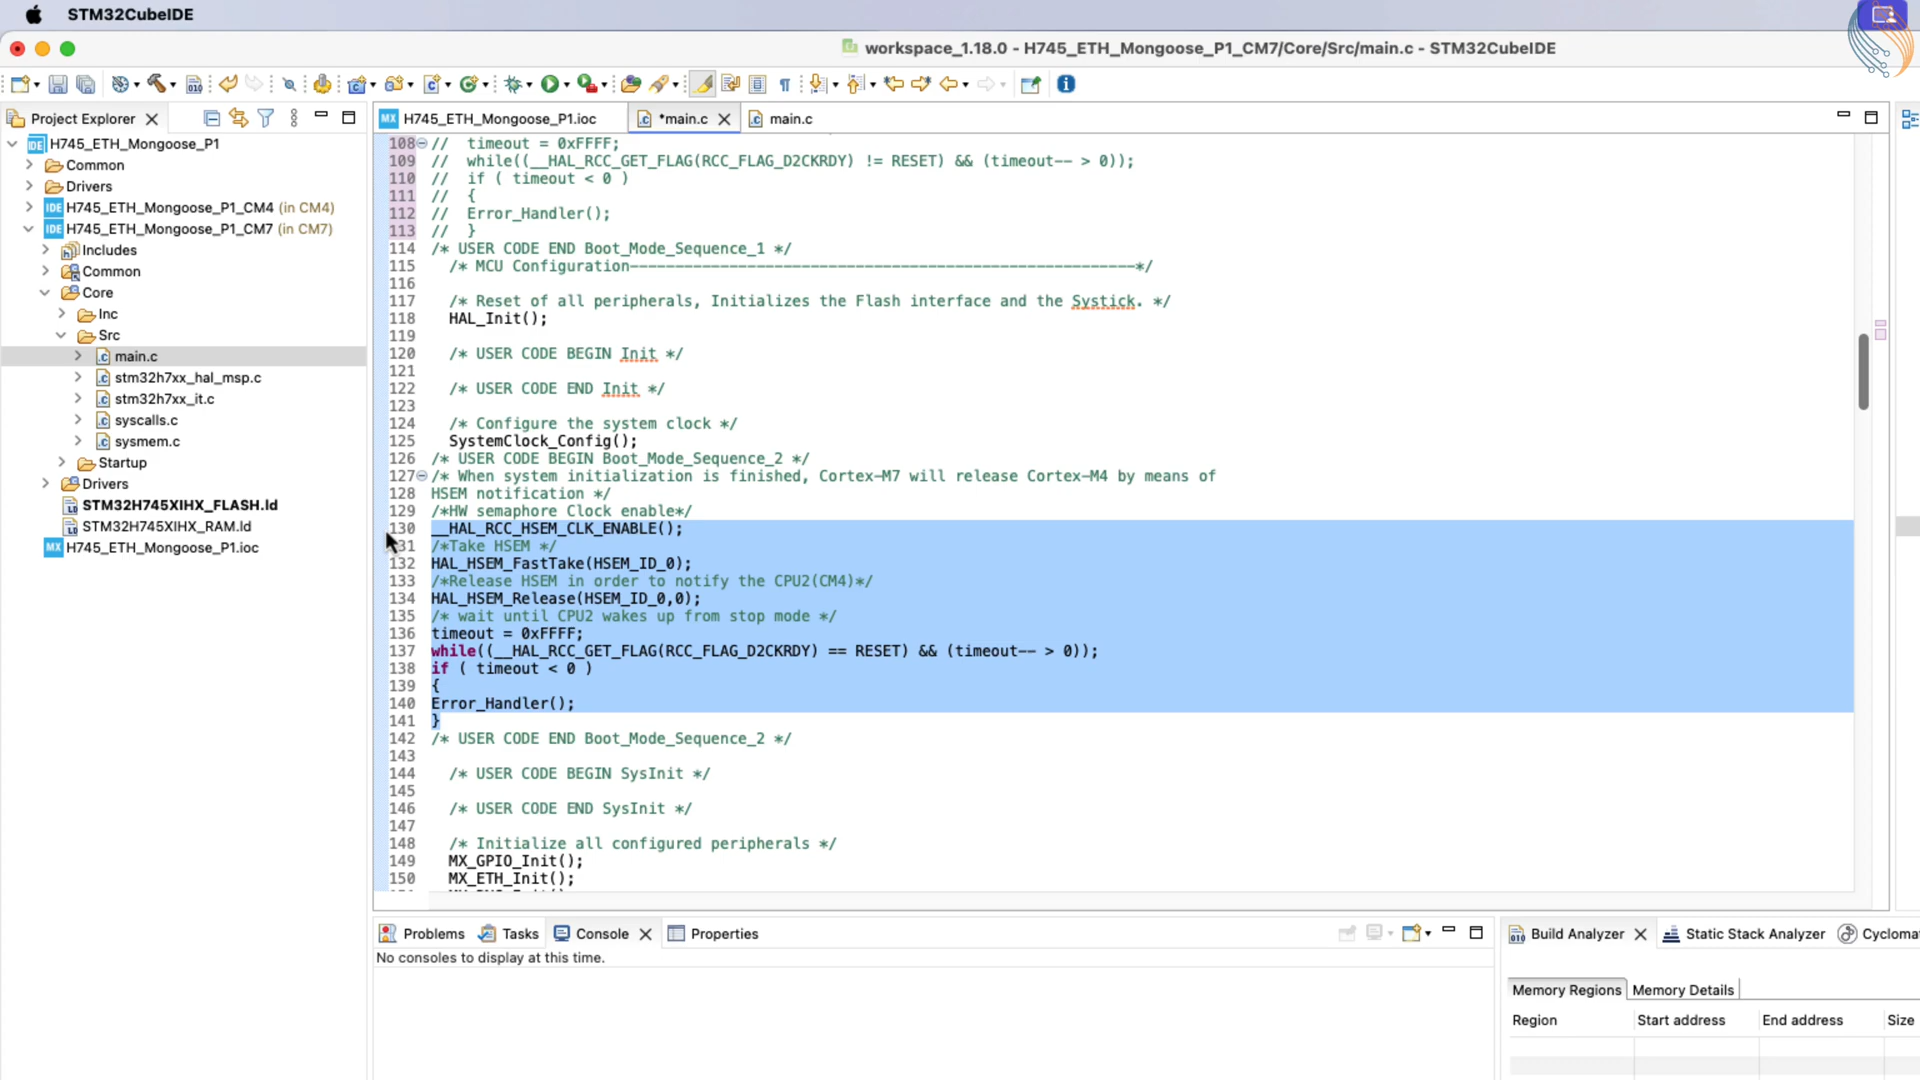 STM32CubeIDE
workspace_1.18.0 - H745_ETH_Mongoose_P1_CM7/Core/Src/main.c - STM32CubeIDE
Project Explorer
H745_ETH_Mongoose_P1
Common
Drivers
H745_ETH_Mongoose_P1_CM4 (in CM4)
H745_ETH_Mongoose_P1_CM7 (in CM7)
Includes
Common
Core
Inc
Src
main.c
stm32h7xx_hal_msp.c
stm32h7xx_it.c
syscalls.c
sysmem.c
Startup
Drivers
STM32H745XIHX_FLASH.ld
STM32H745XIHX_RAM.ld
MX H745_ETH_Mongoose_P1.ioc
MX H745_ETH_Mongoose_P1.ioc
*main.c
main.c
108 //  timeout = 0xFFFF;
109 //  while((__HAL_RCC_GET_FLAG(RCC_FLAG_D2CKRDY) != RESET) && (timeout-- > 0));
110 //  if ( timeout < 0 )
111 //  {
112 //  Error_Handler();
113 //  }
114 /* USER CODE END Boot_Mode_Sequence_1 */
115   /* MCU Configuration--------------------------------------------------------*/
116
117   /* Reset of all peripherals, Initializes the Flash interface and the Systick. */
118   HAL_Init();
119
120   /* USER CODE BEGIN Init */
121
122   /* USER CODE END Init */
123
124   /* Configure the system clock */
125   SystemClock_Config();
126 /* USER CODE BEGIN Boot_Mode_Sequence_2 */
127 /* When system initialization is finished, Cortex-M7 will release Cortex-M4 by means of
128 HSEM notification */
129 /*HW semaphore Clock enable*/
130 __HAL_RCC_HSEM_CLK_ENABLE();
131 /*Take HSEM */
132 HAL_HSEM_FastTake(HSEM_ID_0);
133 /*Release HSEM in order to notify the CPU2(CM4)*/
134 HAL_HSEM_Release(HSEM_ID_0,0);
135 /* wait until CPU2 wakes up from stop mode */
136 timeout = 0xFFFF;
137 while((__HAL_RCC_GET_FLAG(RCC_FLAG_D2CKRDY) == RESET) && (timeout-- > 0));
138 if ( timeout < 0 )
139 {
140 Error_Handler();
141 }
142 /* USER CODE END Boot_Mode_Sequence_2 */
143
144   /* USER CODE BEGIN SysInit */
145
146   /* USER CODE END SysInit */
147
148   /* Initialize all configured peripherals */
149   MX_GPIO_Init();
150   MX_ETH_Init();
Problems
Tasks
Console
Properties
No consoles to display at this time.
Build Analyzer
Static Stack Analyzer
Cycloma
Memory Regions
Memory Details
Region
Start address
End address
Size